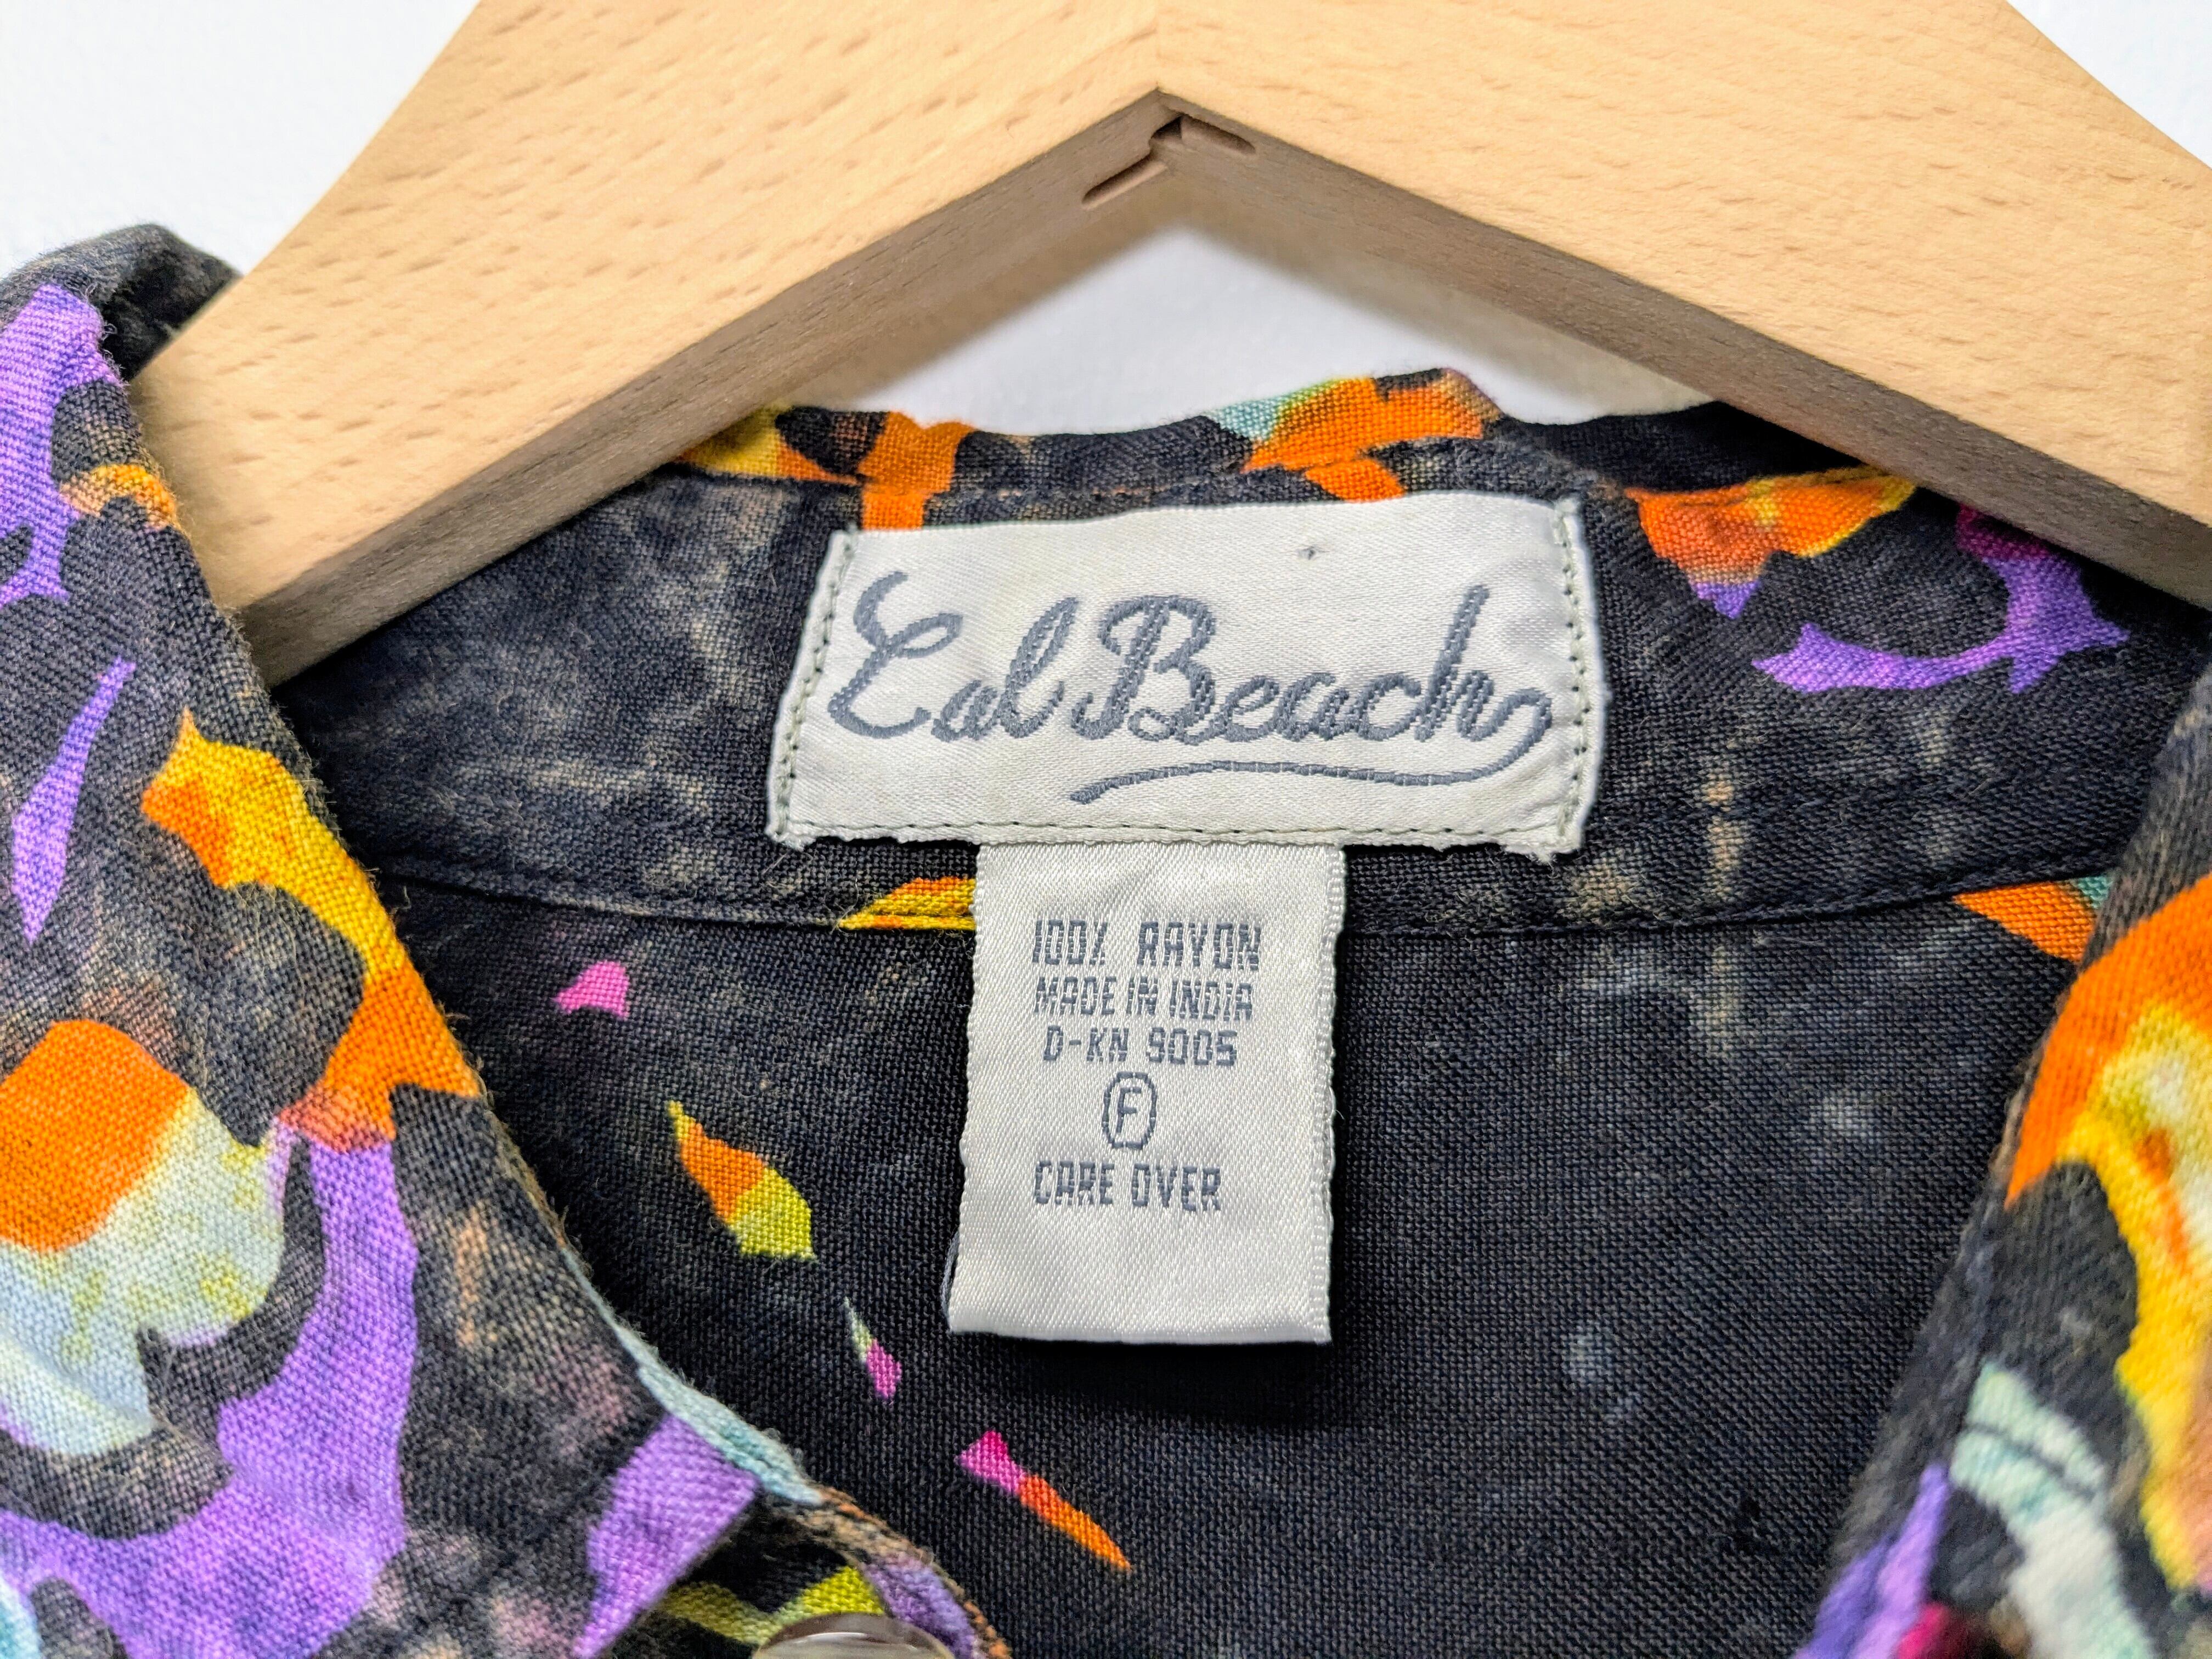 Cal Beach
100% RAYON
MADE IN INDIA
D-KN 9005
F
CARE OVER